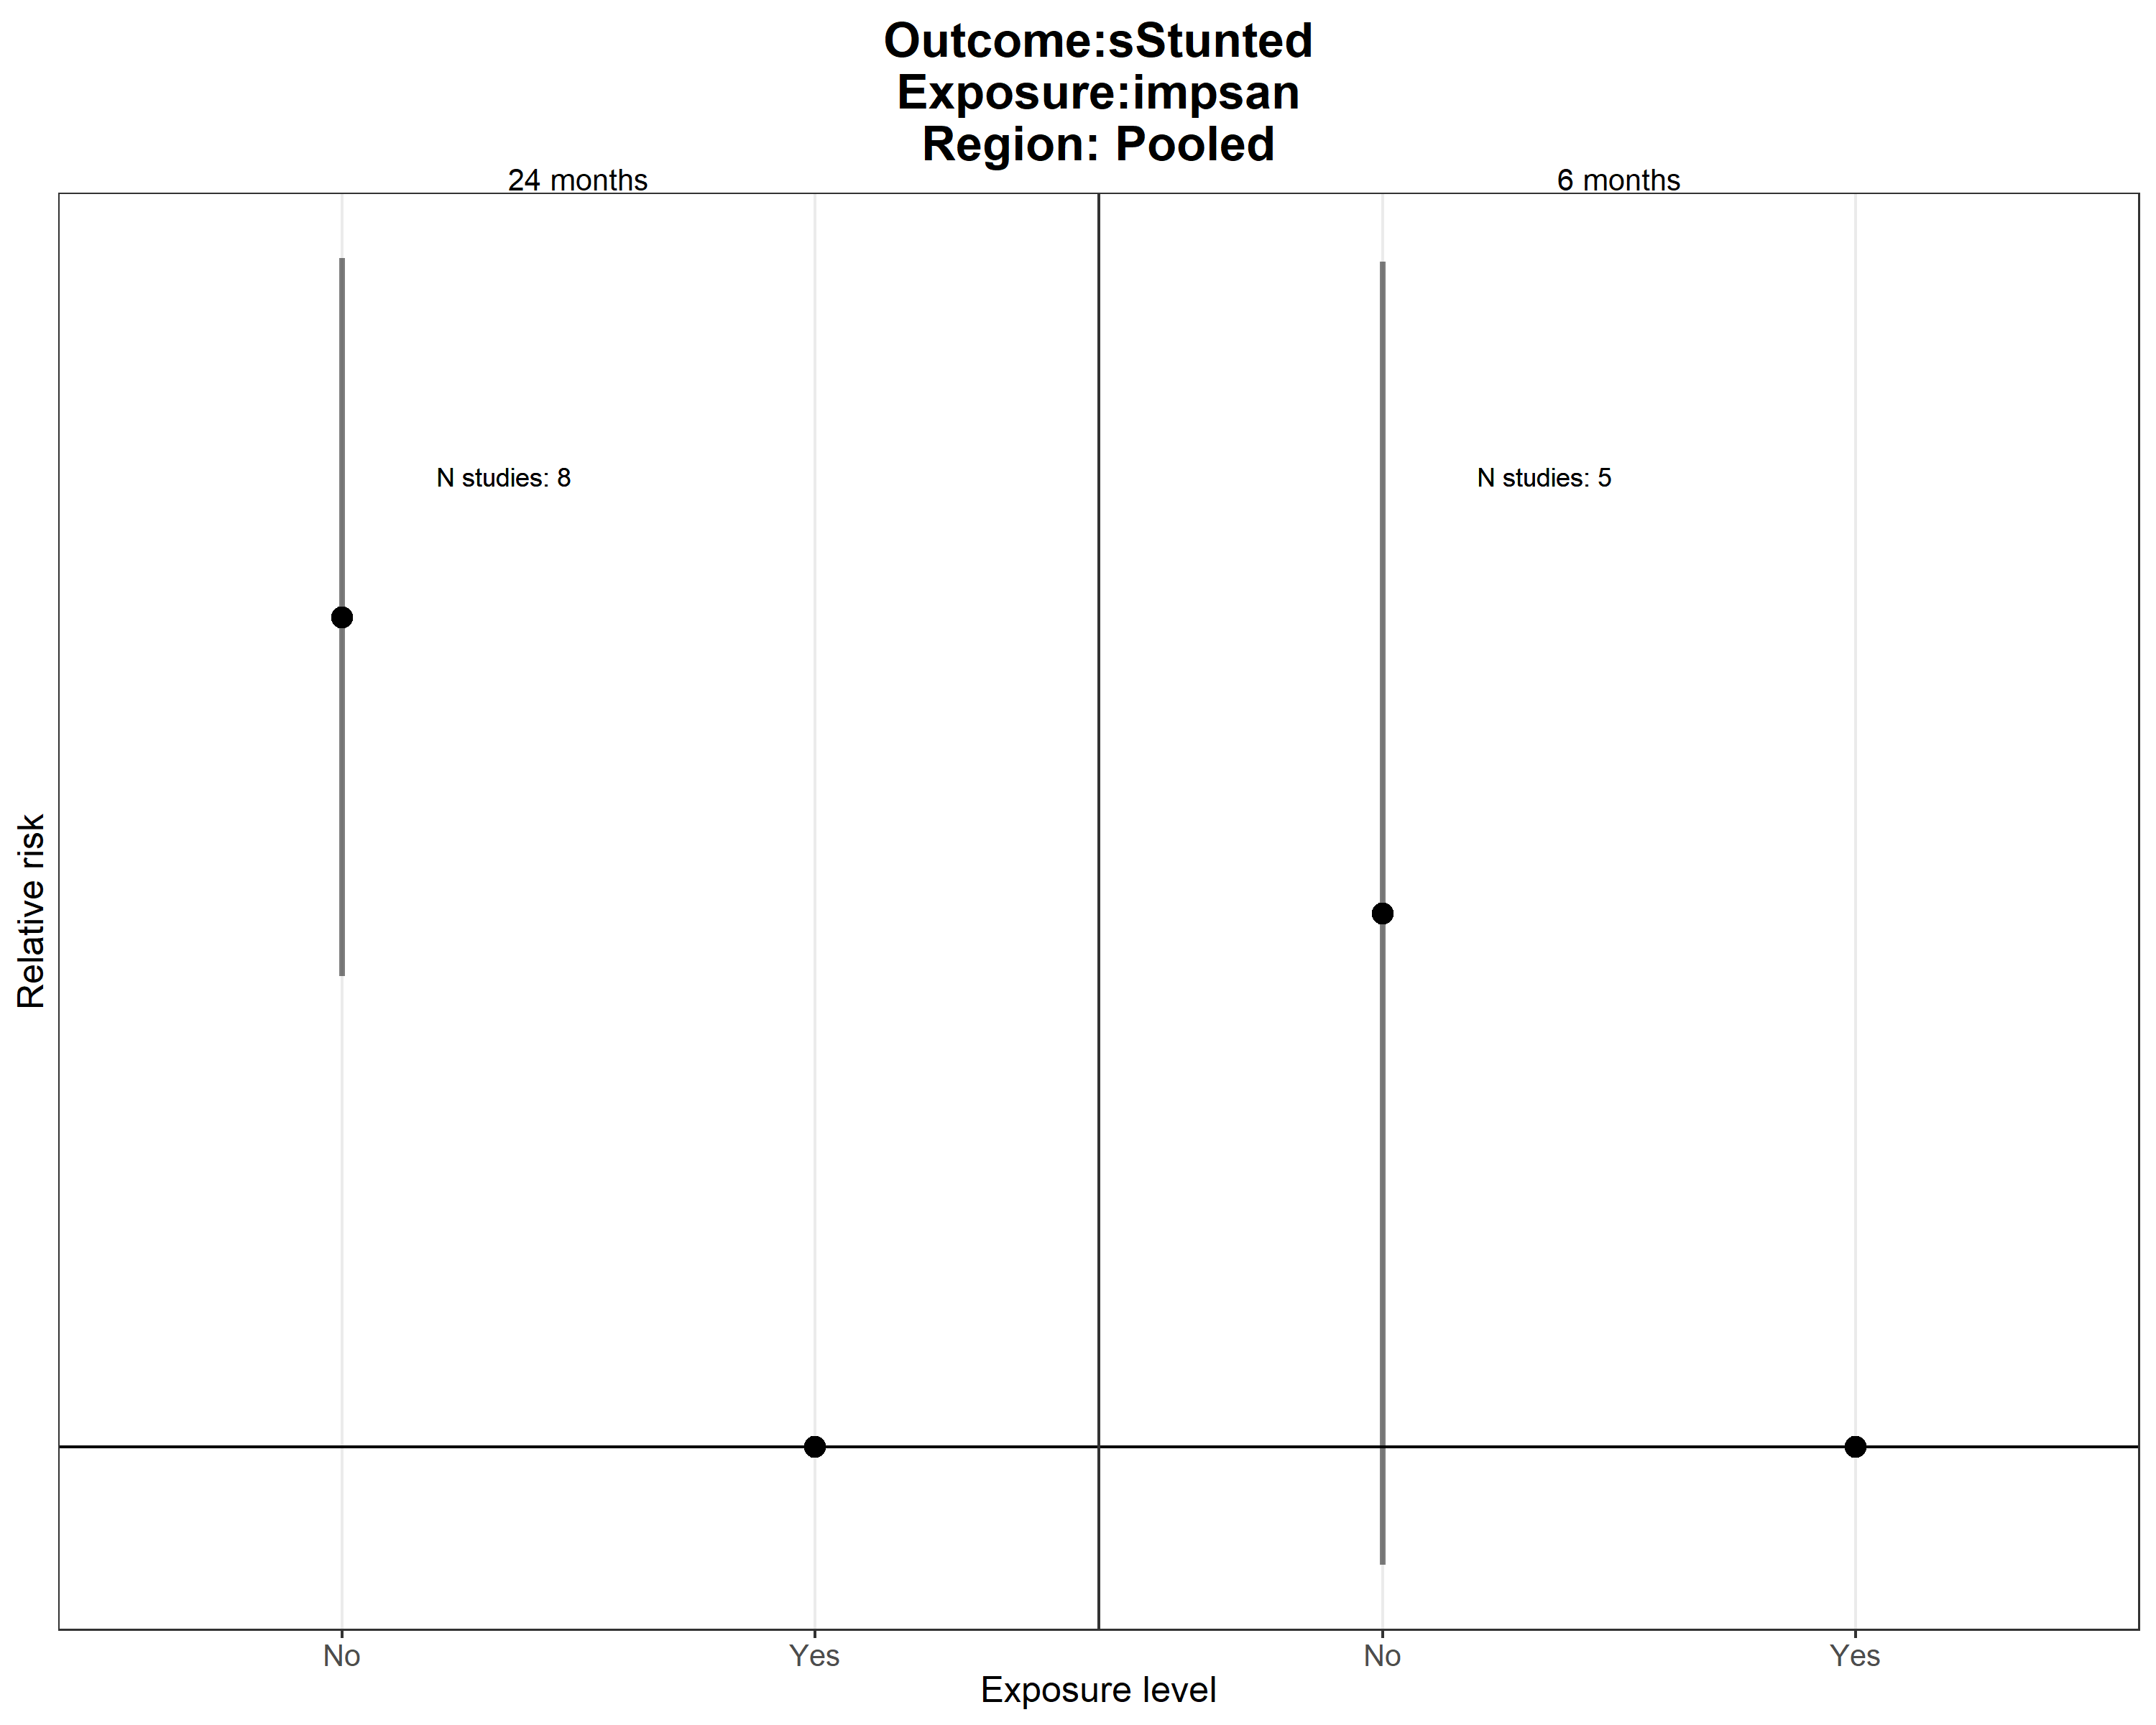 Outcome:sStunted
Exposure:impsan
Region: Pooled
24 months
6 months
N studies: 8
N studies: 5
Relative risk
No
Yes
No
Yes
Exposure level